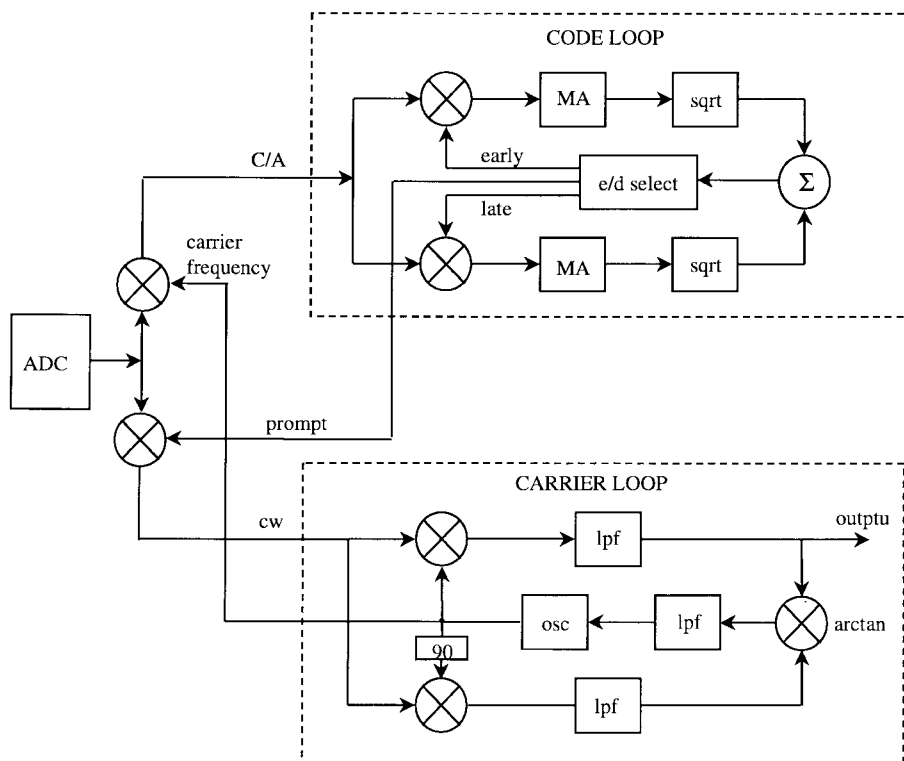 CODE LOOP
MA
sqrt
C/A
early
e/d select
Σ
late
carrier
frequency
MA
sqrt
ADC
prompt
CARRIER LOOP
cw
lpf
outptu
osc
lpf
arctan
90
lpf